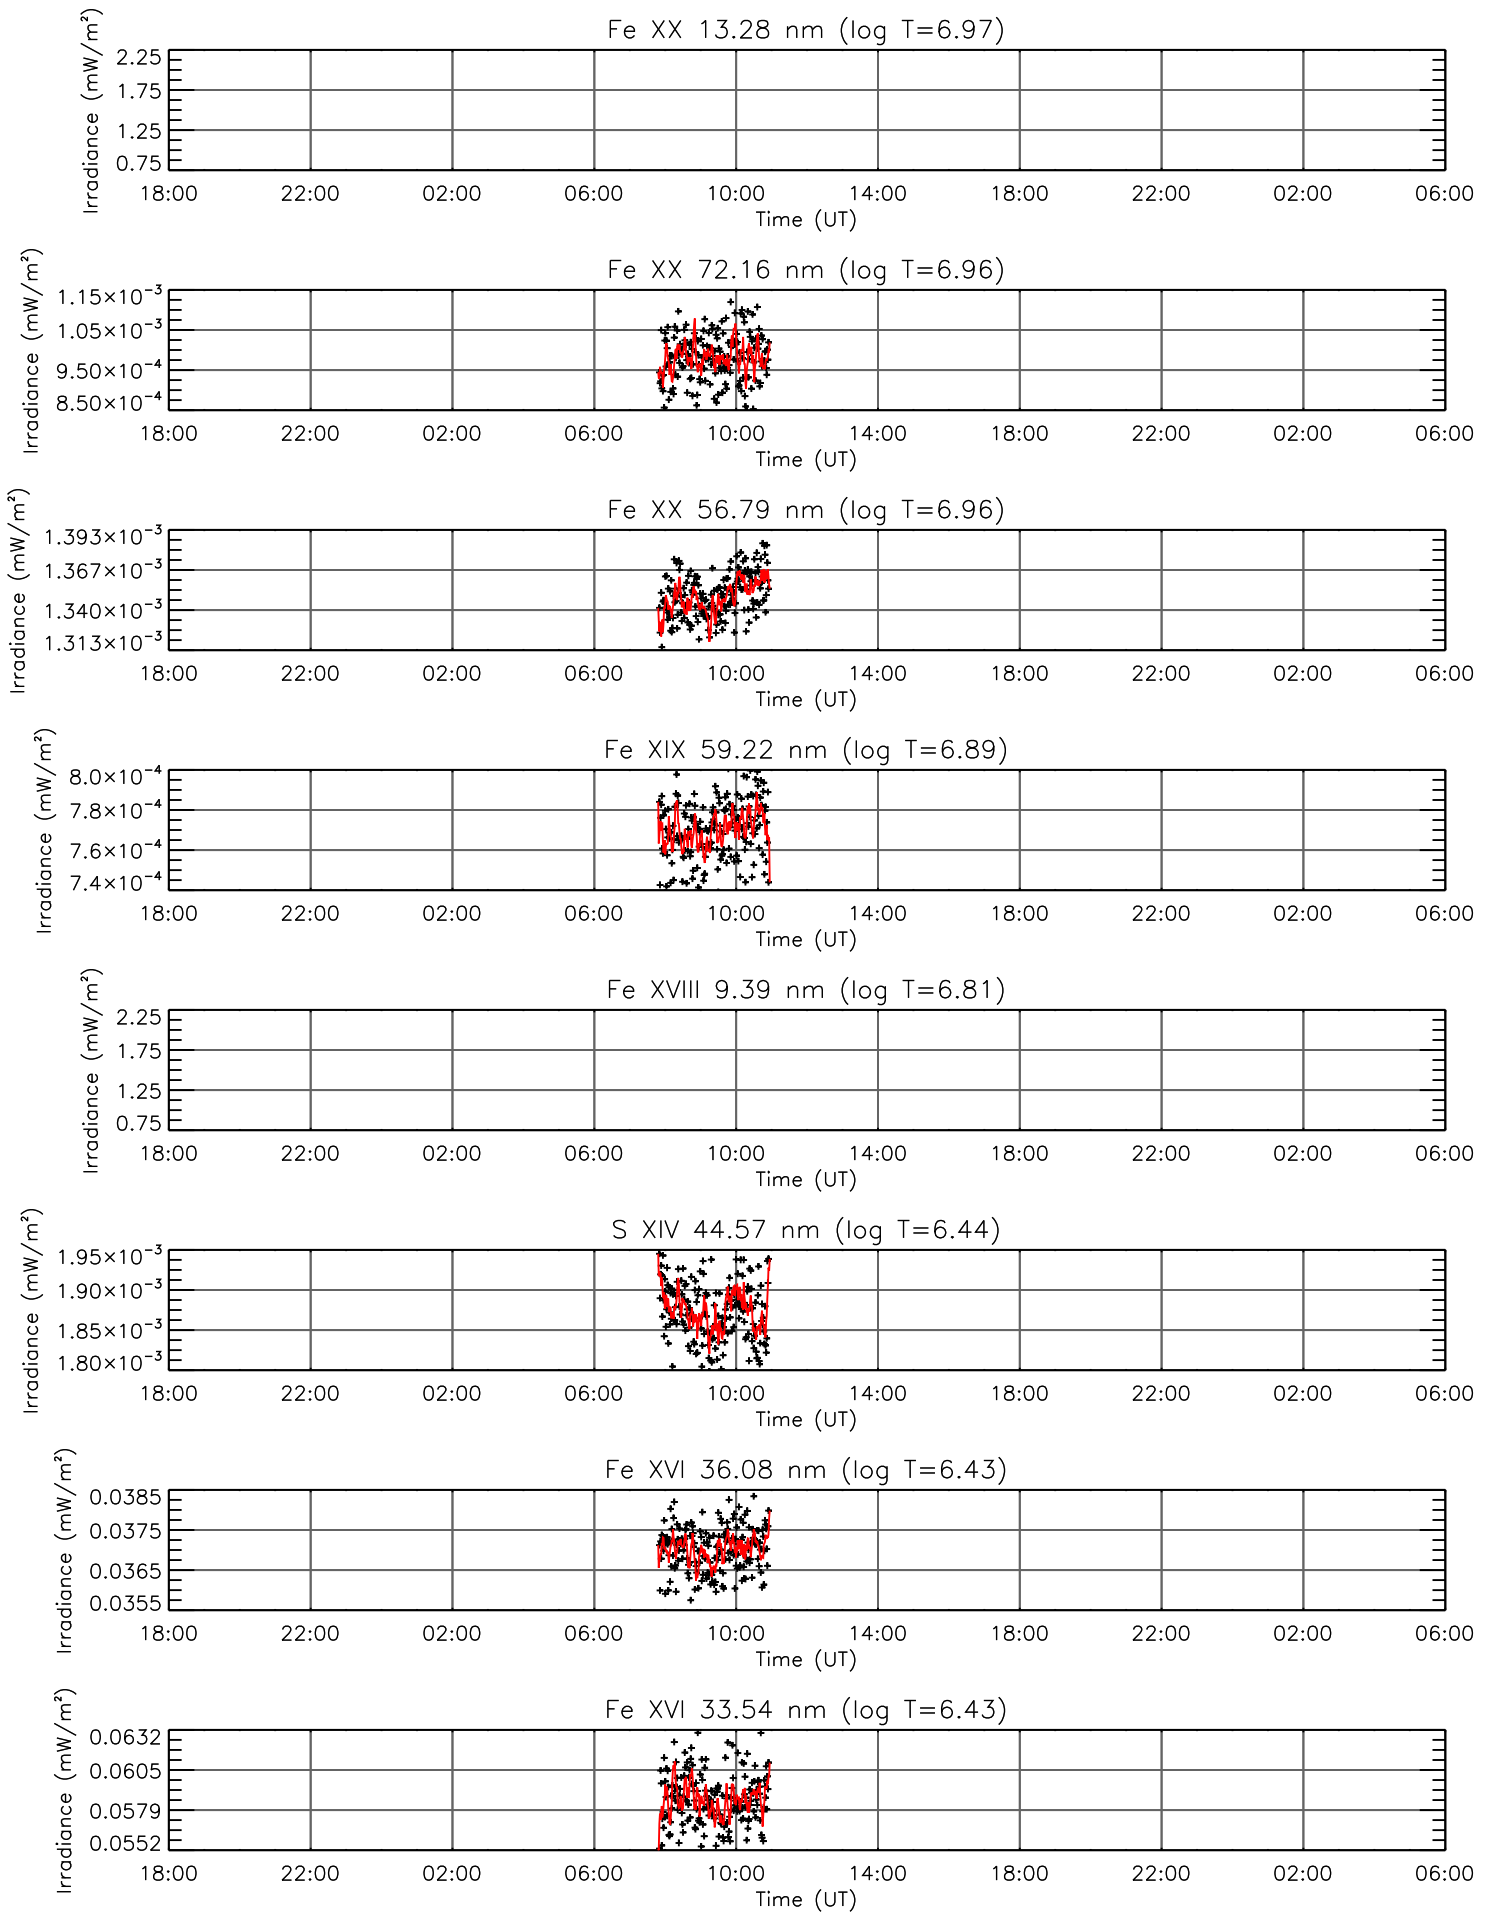 Fe XX 13.28 nm (log T=6.97)
Irradiance (mW/m²)
2.25
1.75
1.25
0.75
18:00 22:00 02:00 06:00 10:00 14:00 18:00 22:00 02:00 06:00
Time (UT)
Fe XX 72.16 nm (log T=6.96)
Irradiance (mW/m²)
1.15×10⁻³
1.05×10⁻³
9.50×10⁻⁴
8.50×10⁻⁴
18:00 22:00 02:00 06:00 10:00 14:00 18:00 22:00 02:00 06:00
Time (UT)
Fe XX 56.79 nm (log T=6.96)
Irradiance (mW/m²)
1.393×10⁻³
1.367×10⁻³
1.340×10⁻³
1.313×10⁻³
18:00 22:00 02:00 06:00 10:00 14:00 18:00 22:00 02:00 06:00
Time (UT)
Fe XIX 59.22 nm (log T=6.89)
Irradiance (mW/m²)
8.0×10⁻⁴
7.8×10⁻⁴
7.6×10⁻⁴
7.4×10⁻⁴
18:00 22:00 02:00 06:00 10:00 14:00 18:00 22:00 02:00 06:00
Time (UT)
Fe XVIII 9.39 nm (log T=6.81)
Irradiance (mW/m²)
2.25
1.75
1.25
0.75
18:00 22:00 02:00 06:00 10:00 14:00 18:00 22:00 02:00 06:00
Time (UT)
S XIV 44.57 nm (log T=6.44)
Irradiance (mW/m²)
1.95×10⁻³
1.90×10⁻³
1.85×10⁻³
1.80×10⁻³
18:00 22:00 02:00 06:00 10:00 14:00 18:00 22:00 02:00 06:00
Time (UT)
Fe XVI 36.08 nm (log T=6.43)
Irradiance (mW/m²)
0.0385
0.0375
0.0365
0.0355
18:00 22:00 02:00 06:00 10:00 14:00 18:00 22:00 02:00 06:00
Time (UT)
Fe XVI 33.54 nm (log T=6.43)
Irradiance (mW/m²)
0.0632
0.0605
0.0579
0.0552
18:00 22:00 02:00 06:00 10:00 14:00 18:00 22:00 02:00 06:00
Time (UT)